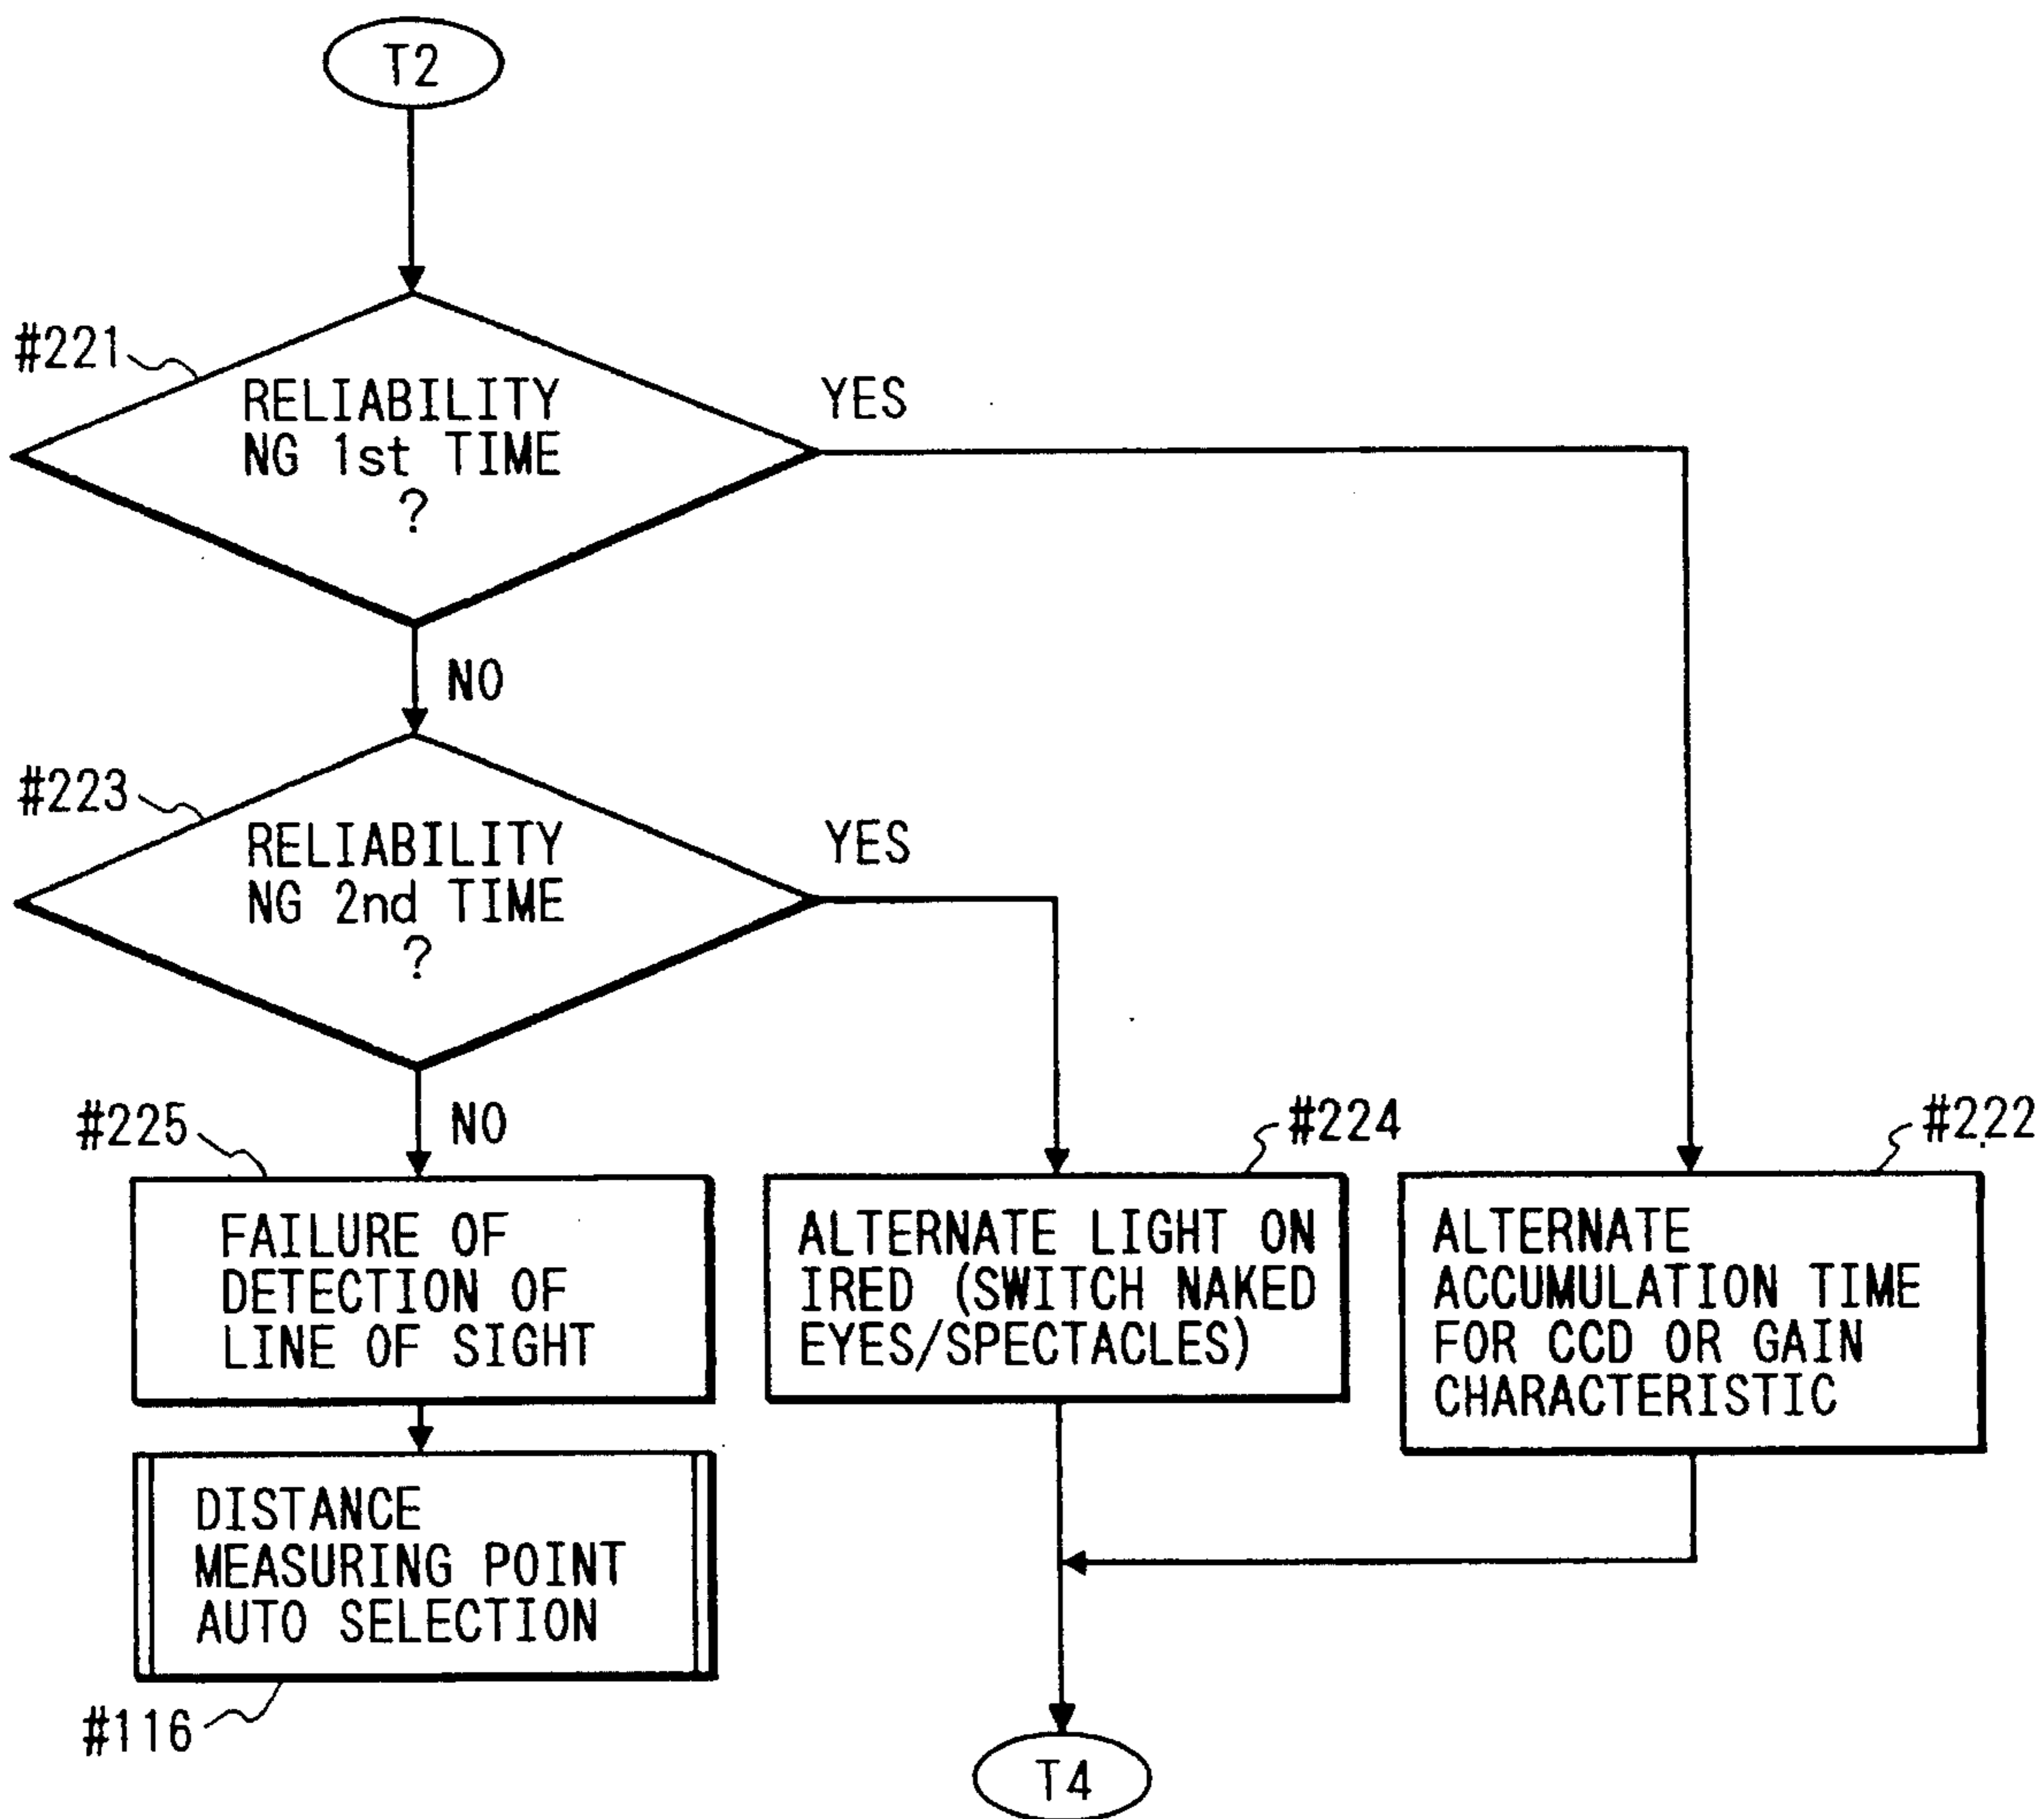 T2
#221
RELIABILITY
NG 1st TIME
?
YES
NO
#223
RELIABILITY
NG 2nd TIME
?
YES
NO
#225
FAILURE OF
DETECTION OF
LINE OF SIGHT
#224
ALTERNATE LIGHT ON
IRED (SWITCH NAKED
EYES/SPECTACLES)
#222
ALTERNATE
ACCUMULATION TIME
FOR CCD OR GAIN
CHARACTERISTIC
DISTANCE
MEASURING POINT
AUTO SELECTION
#116
T4